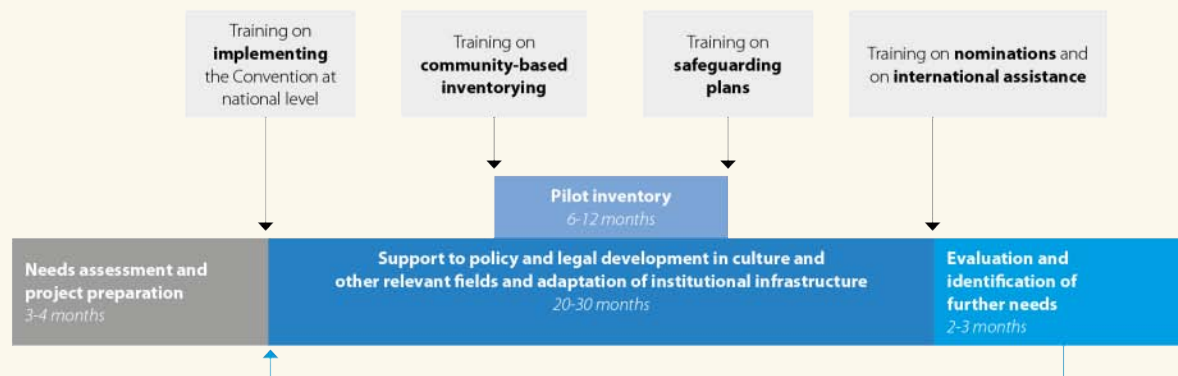 Training on
implementing
the Convention at
national level
Training on
community-based
inventorying
Training on
safeguarding
plans
Training on nominations and
on international assistance
Pilot inventory
6-12 months
Needs assessment and
project preparation
3-4 months
Support to policy and legal development in culture and
other relevant fields and adaptation of institutional infrastructure
20-30 months
Evaluation and
identification of
further needs
2-3 months